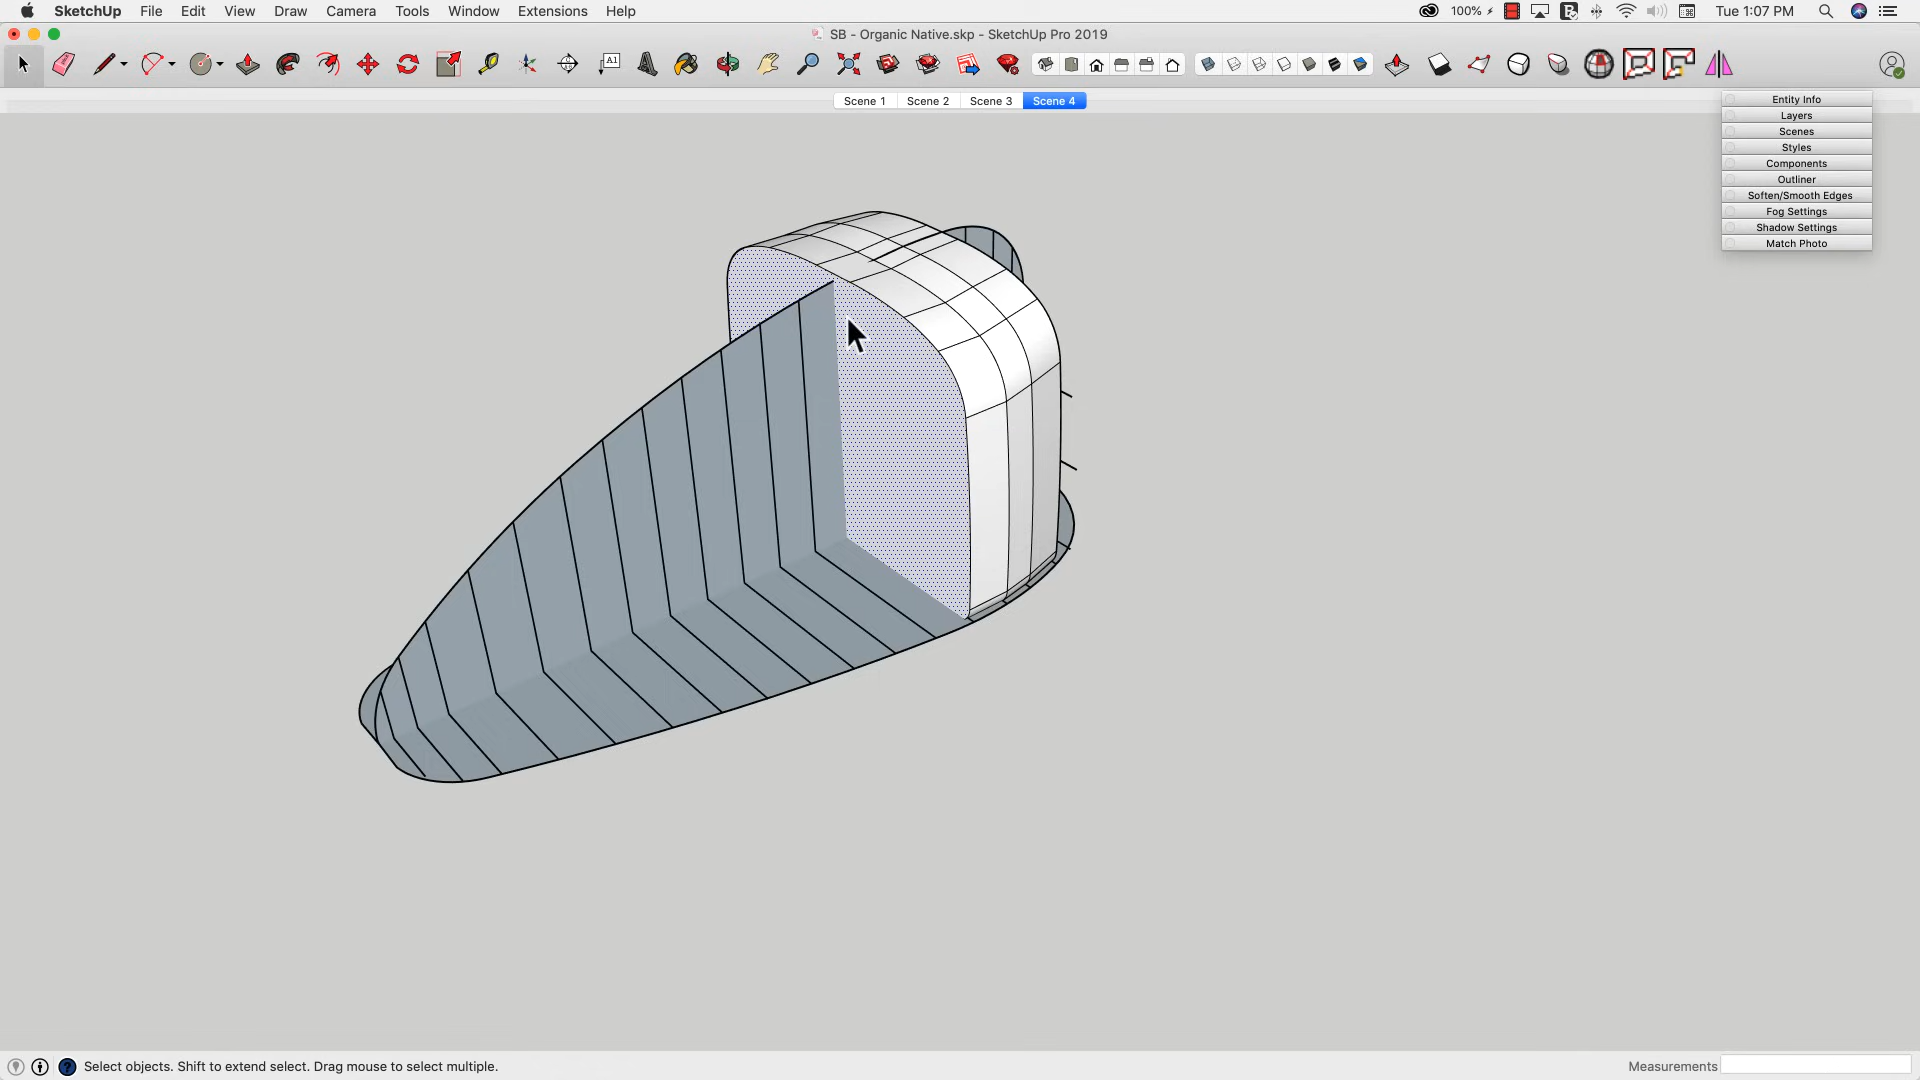 SketchUp File Edit View Draw Camera Tools Window Extensions Help 100% Tue 1:07 PM
SB - Organic Native.skp - SketchUp Pro 2019
A1
Scene 1 Scene 2 Scene 3 Scene 4
Entity Info
Layers
Scenes
Styles
Components
Outliner
Soften/Smooth Edges
Fog Settings
Shadow Settings
Match Photo
Select objects. Shift to extend select. Drag mouse to select multiple. Measurements